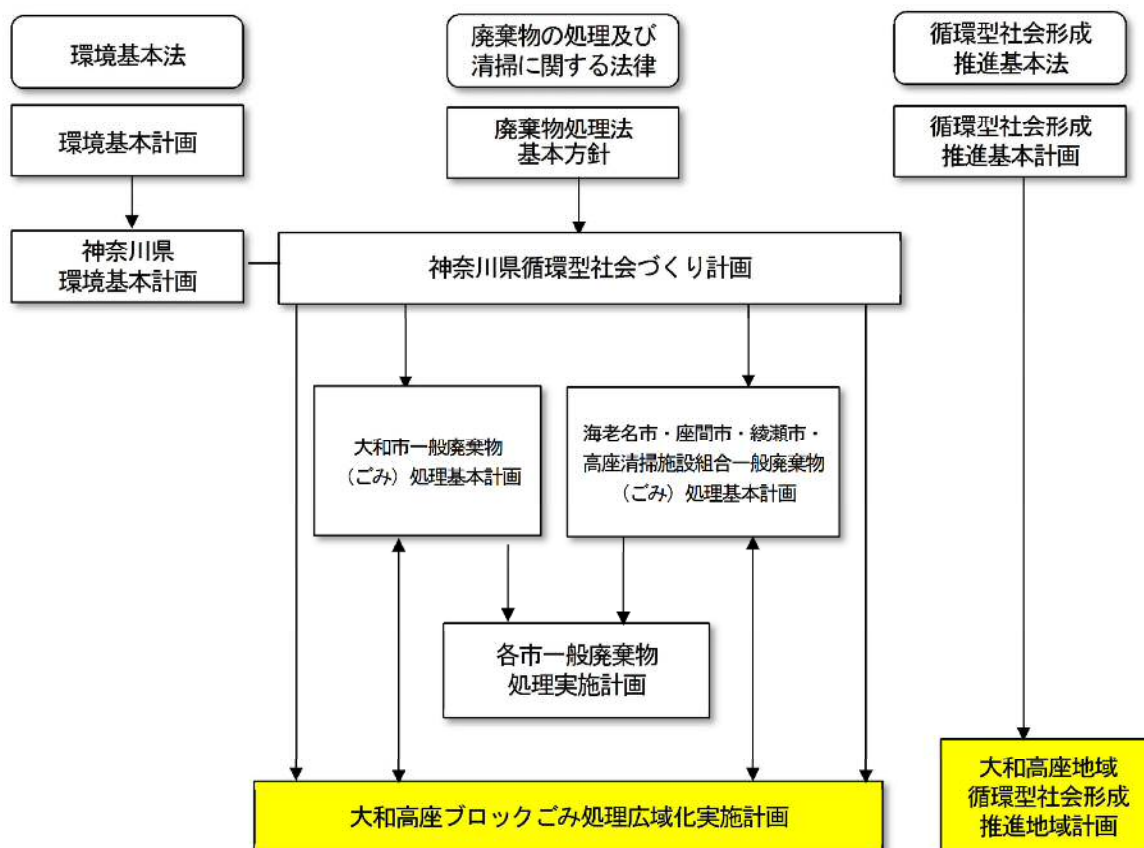 環境基本法
廃棄物の処理及び
清掃に関する法律
循環型社会形成
推進基本法
環境基本計画
廃棄物処理法
基本方針
循環型社会形成
推進基本計画
神奈川県
環境基本計画
神奈川県循環型社会づくり計画
大和市一般廃棄物
（ごみ）処理基本計画
海老名市・座間市・綾瀬市・
高座清掃施設組合一般廃棄物
（ごみ）処理基本計画
各市一般廃棄物
処理実施計画
大和高座ブロックごみ処理広域化実施計画
大和高座地域
循環型社会形成
推進地域計画